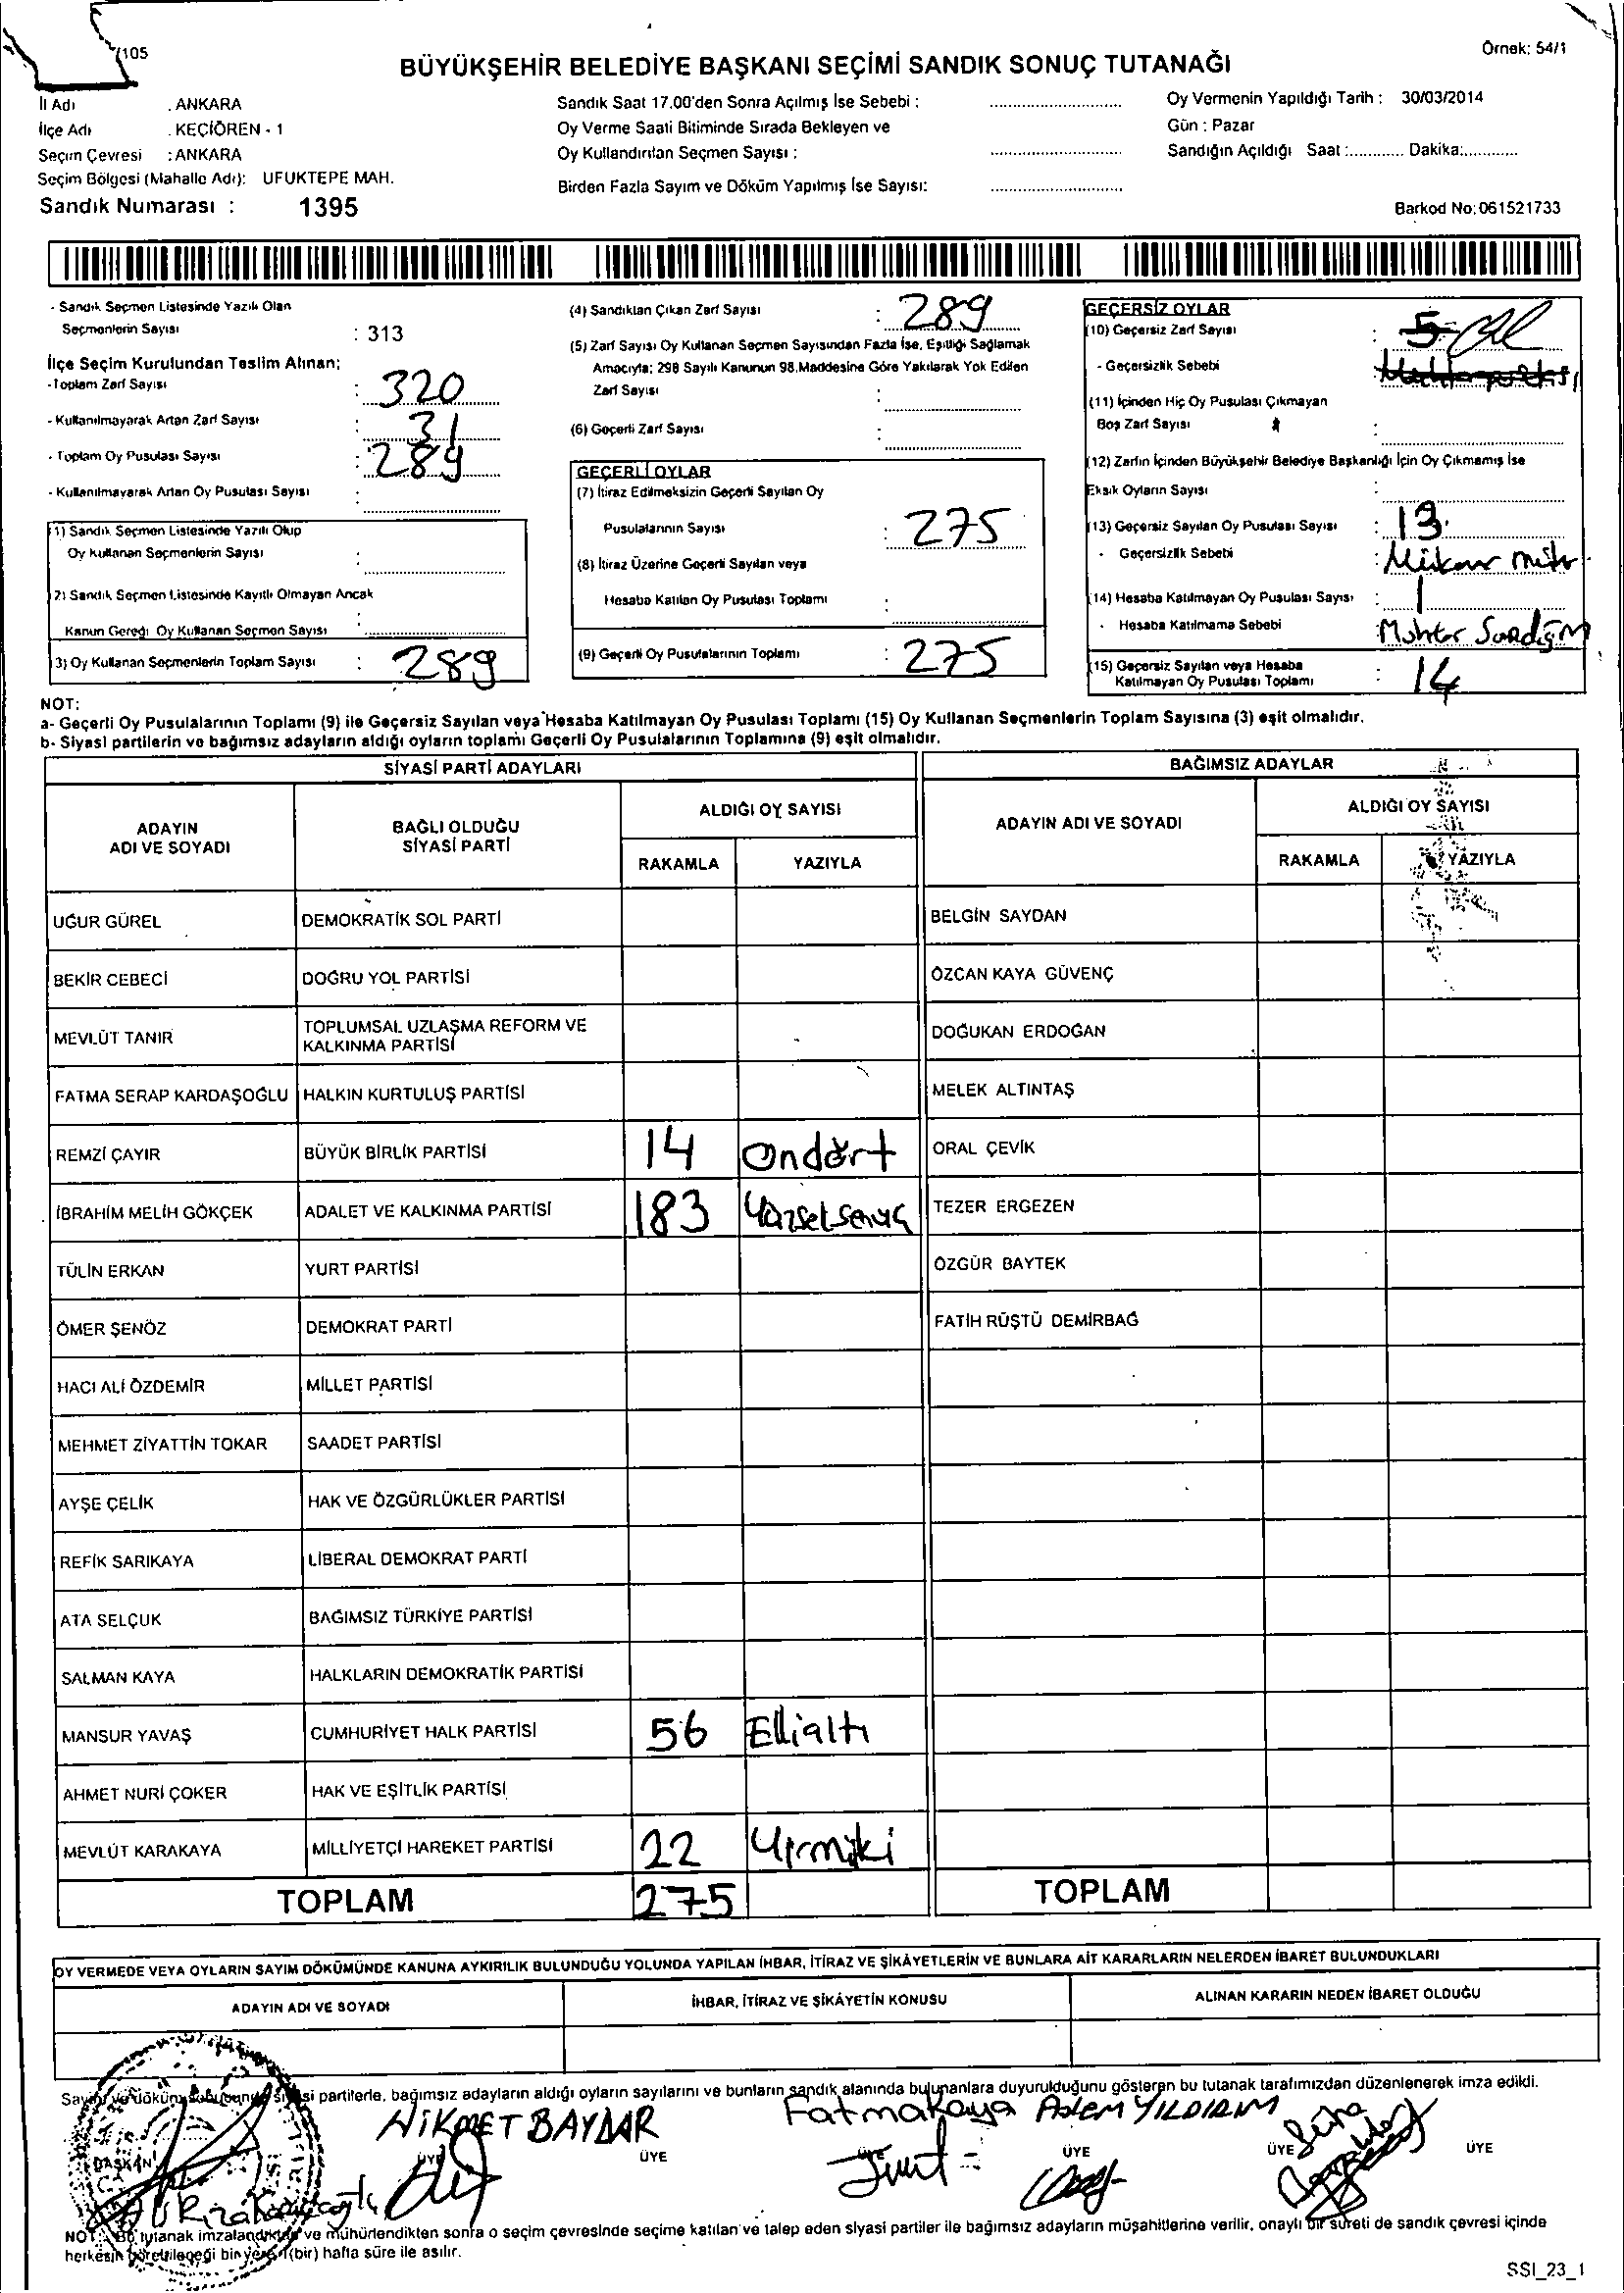 /105
Örnek: 54/1
BÜYÜKŞEHİR BELEDİYE BAŞKANI SEÇİMİ SANDIK SONUÇ TUTANAĞI
İl Adı : ANKARA
İlçe Adı : KEÇİÖREN - 1
Seçim Çevresi : ANKARA
Seçim Bölgesi (Mahalle Adı): UFUKTEPE MAH.
Sandık Numarası : 1395
Sandık Saat 17.00'den Sonra Açılmış İse Sebebi :
Oy Verme Saati Bitiminde Sırada Bekleyen ve
Oy Kullandırılan Seçmen Sayısı :
Birden Fazla Sayım ve Döküm Yapılmış İse Sayısı:
Oy Vermenin Yapıldığı Tarih : 30/03/2014
Gün : Pazar
Sandığın Açıldığı Saat :............ Dakika:............
Barkod No: 061521733
- Sandık Seçmen Listesinde Yazılı Olan
Seçmenlerin Sayısı : 313
İlçe Seçim Kurulundan Teslim Alınan;
- Toplam Zarf Sayısı : 320
- Kullanılmayarak Artan Zarf Sayısı : 31
- Toplam Oy Pusulası Sayısı : 289
- Kullanılmayarak Artan Oy Pusulası Sayısı :
(1) Sandık Seçmen Listesinde Yazılı Olup
Oy Kullanan Seçmenlerin Sayısı :
2) Sandık Seçmen Listesinde Kayıtlı Olmayan Ancak
Kanun Gereği Oy Kullanan Seçmen Sayısı :
3) Oy Kullanan Seçmenlerin Toplam Sayısı : 289
(4) Sandıktan Çıkan Zarf Sayısı : 289
(5) Zarf Sayısı Oy Kullanan Seçmen Sayısından Fazla İse, Eşitliği Sağlamak
Amacıyla; 298 Sayılı Kanunun 98.Maddesine Göre Yakılarak Yok Edilen
Zarf Sayısı :
(6) Geçerli Zarf Sayısı :
GEÇERLİ OYLAR
(7) İtiraz Edilmeksizin Geçerli Sayılan Oy
Pusulalarının Sayısı : 275
(8) İtiraz Üzerine Geçerli Sayılan veya
Hesaba Katılan Oy Pusulası Toplamı :
(9) Geçerli Oy Pusulalarının Toplamı : 275
GEÇERSİZ OYLAR
(10) Geçersiz Zarf Sayısı : 5
- Geçersizlik Sebebi
(11) İçinden Hiç Oy Pusulası Çıkmayan
Boş Zarf Sayısı :
(12) Zarfın İçinden Büyükşehir Belediye Başkanlığı İçin Oy Çıkmamış İse
Eksik Oyların Sayısı :
(13) Geçersiz Sayılan Oy Pusulası Sayısı : 13
- Geçersizlik Sebebi :
(14) Hesaba Katılmayan Oy Pusulası Sayısı : 1
- Hesaba Katılmama Sebebi : Muhtar
(15) Geçersiz Sayılan veya Hesaba
Katılmayan Oy Pusulası Toplamı : 14
NOT:
a- Geçerli Oy Pusulalarının Toplamı (9) ile Geçersiz Sayılan veya Hesaba Katılmayan Oy Pusulası Toplamı (15) Oy Kullanan Seçmenlerin Toplam Sayısına (3) eşit olmalıdır.
b- Siyasi partilerin ve bağımsız adayların aldığı oyların toplamı Geçerli Oy Pusulalarının Toplamına (9) eşit olmalıdır.
SİYASİ PARTİ ADAYLARI
ADAYIN ADI VE SOYADI
BAĞLI OLDUĞU SİYASİ PARTİ
ALDIĞI OY SAYISI
RAKAMLA YAZIYLA
UĞUR GÜREL DEMOKRATİK SOL PARTİ
BEKİR CEBECİ DOĞRU YOL PARTİSİ
MEVLÜT TANIR TOPLUMSAL UZLAŞMA REFORM VE KALKINMA PARTİSİ
FATMA SERAP KARDAŞOĞLU HALKIN KURTULUŞ PARTİSİ
REMZİ ÇAYIR BÜYÜK BİRLİK PARTİSİ 14 Ondört
İBRAHİM MELİH GÖKÇEK ADALET VE KALKINMA PARTİSİ 183
TÜLİN ERKAN YURT PARTİSİ
ÖMER ŞENÖZ DEMOKRAT PARTİ
HACI ALİ ÖZDEMİR MİLLET PARTİSİ
MEHMET ZİYATTİN TOKAR SAADET PARTİSİ
AYŞE ÇELİK HAK VE ÖZGÜRLÜKLER PARTİSİ
REFİK SARIKAYA LİBERAL DEMOKRAT PARTİ
ATA SELÇUK BAĞIMSIZ TÜRKİYE PARTİSİ
SALMAN KAYA HALKLARIN DEMOKRATİK PARTİSİ
MANSUR YAVAŞ CUMHURİYET HALK PARTİSİ 56 Ellialtı
AHMET NURİ ÇOKER HAK VE EŞİTLİK PARTİSİ
MEVLÜT KARAKAYA MİLLİYETÇİ HAREKET PARTİSİ 22 Yirmiki
TOPLAM 275
BAĞIMSIZ ADAYLAR
ADAYIN ADI VE SOYADI
ALDIĞI OY SAYISI
RAKAMLA YAZIYLA
BELGİN SAYDAN
ÖZCAN KAYA GÜVENÇ
DOĞUKAN ERDOĞAN
MELEK ALTINTAŞ
ORAL ÇEVİK
TEZER ERGEZEN
ÖZGÜR BAYTEK
FATİH RÜŞTÜ DEMİRBAĞ
TOPLAM
OY VERMEDE VEYA OYLARIN SAYIM DÖKÜMÜNDE KANUNA AYKIRILIK BULUNDUĞU YOLUNDA YAPILAN İHBAR, İTİRAZ VE ŞİKÂYETLERİN VE BUNLARA AİT KARARLARIN NELERDEN İBARET BULUNDUKLARI
ADAYIN ADI VE SOYADI
İHBAR, İTİRAZ VE ŞİKÂYETİN KONUSU
ALINAN KARARIN NEDEN İBARET OLDUĞU
Sayım ve döküm sonucunda siyasi partilerle, bağımsız adayların aldığı oyların sayılarını ve bunların sandık alanında bulunanlara duyurulduğunu gösteren bu tutanak tarafımızdan düzenlenerek imza edildi.
NİKMET BAYDAR Fatma Kaya ADEM YILDIRIM
BAŞKAN ÜYE ÜYE ÜYE ÜYE ÜYE ÜYE
NOT : Bu tutanak imzalandıktan ve mühürlendikten sonra o seçim çevresinde seçime katılan ve talep eden siyasi partiler ile bağımsız adayların müşahitlerine verilir, onaylı bir sureti de sandık çevresi içinde
herkesin görebileceği bir yere 1 (bir) hafta süre ile asılır.
SSI_23_1